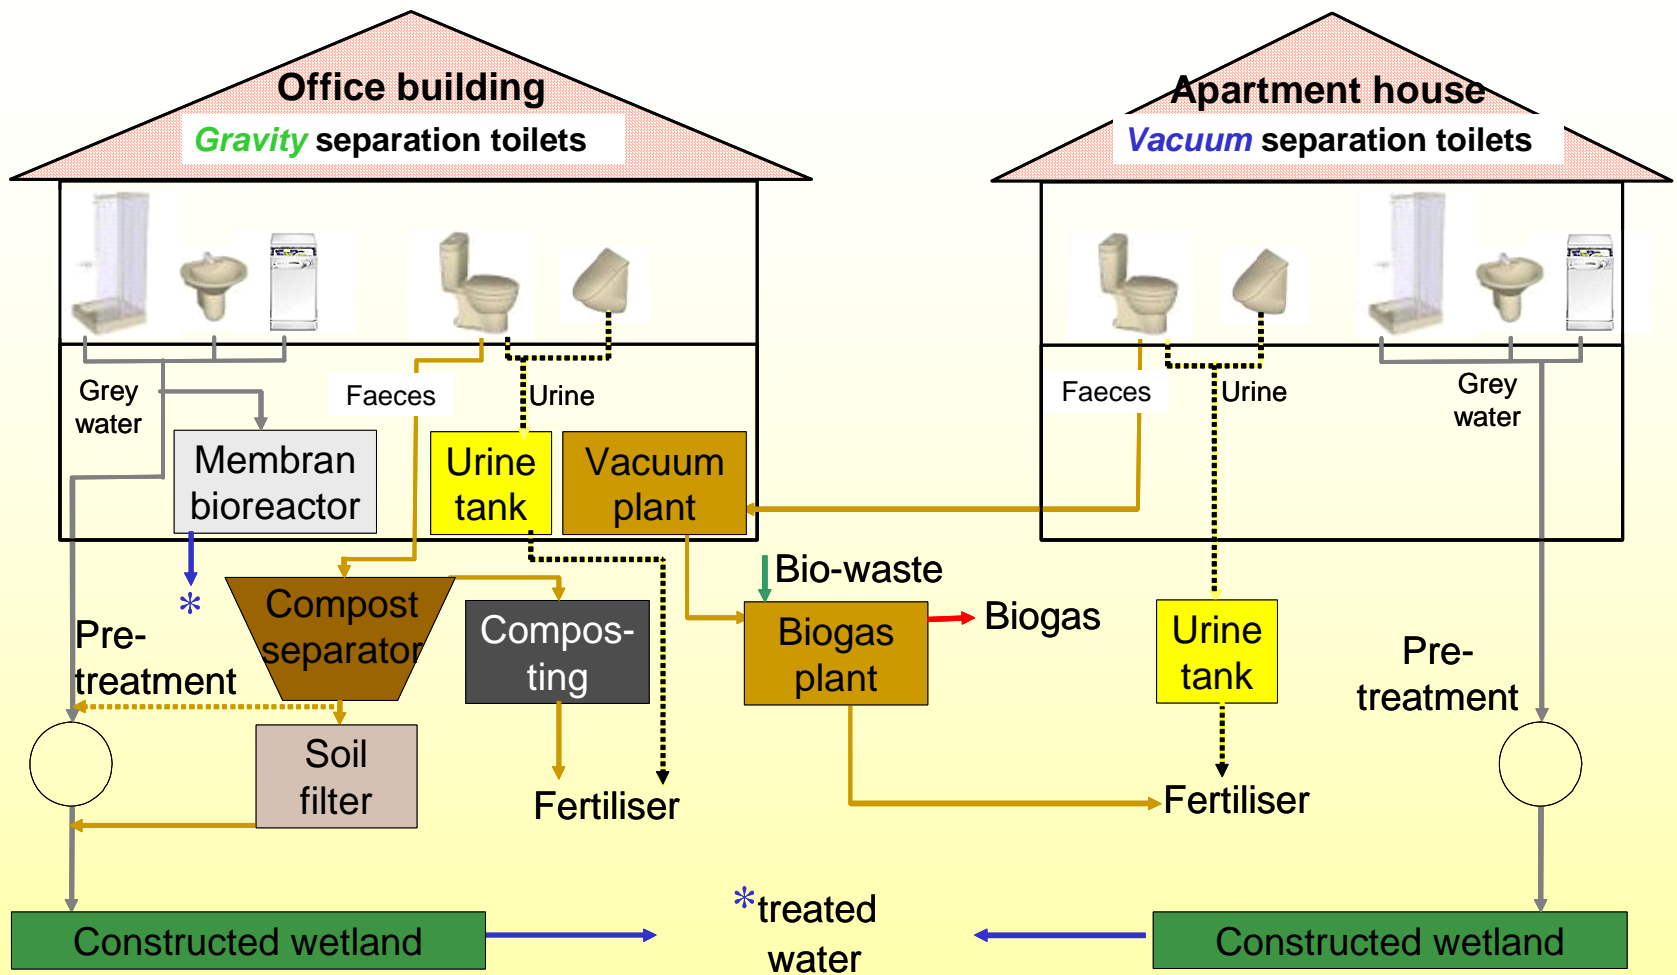 Office building
Gravity separation toilets
Apartment house
Vacuum separation toilets
Grey
water
Faeces
Urine
Membran
bioreactor
Urine
tank
Vacuum
plant
Faeces
Urine
Grey
water
*
Compost
separator
Pre-
treatment
Compos-
ting
Bio-waste
Biogas
plant
Biogas
Urine
tank
Pre-
treatment
Soil
filter
Fertiliser
Fertiliser
Constructed wetland
*treated
water
Constructed wetland